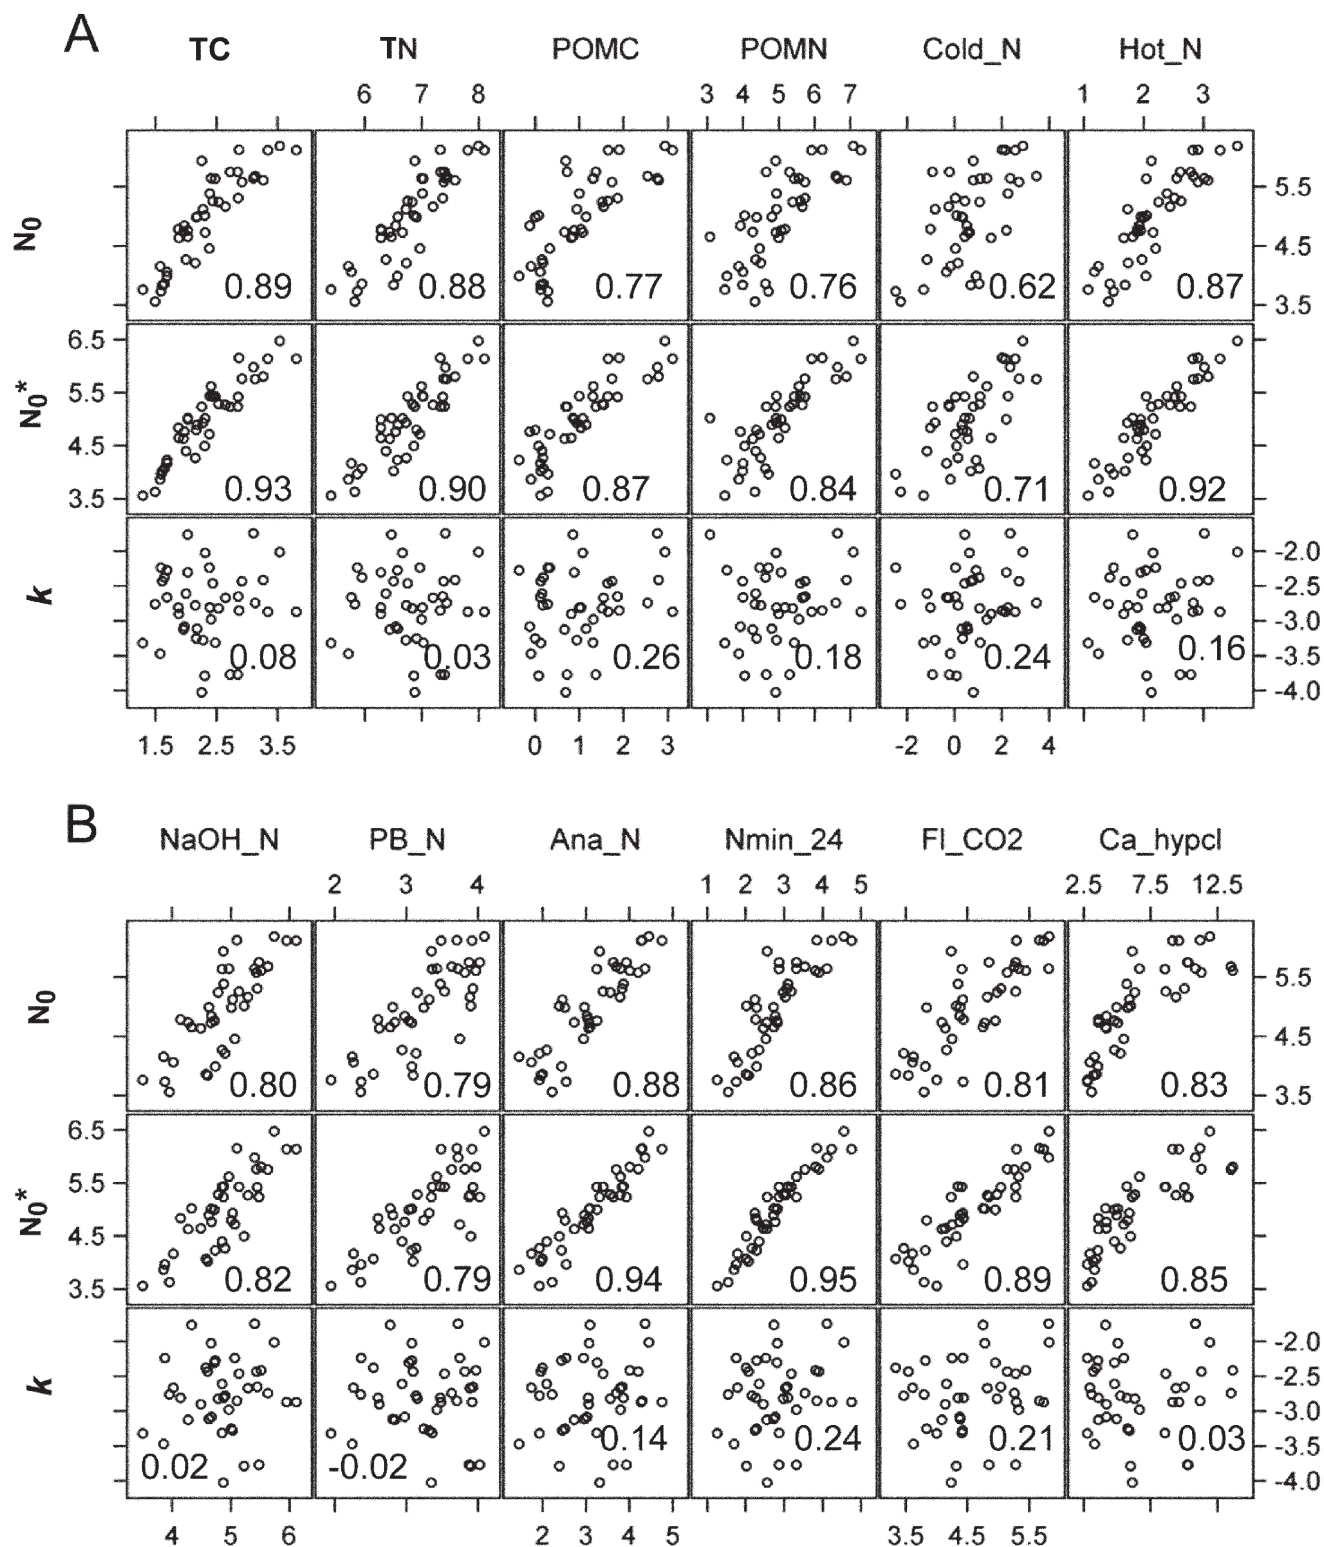 A
TC TN POMC POMN Cold_N Hot_N
6 7 8 3 4 5 6 7 1 2 3
N0 0.89 0.88 0.77 0.76 0.62 0.87
5.5
4.5
3.5
N0* 0.93 0.90 0.87 0.84 0.71 0.92
6.5
5.5
4.5
3.5
k 0.08 0.03 0.26 0.18 0.24 0.16
-2.0
-2.5
-3.0
-3.5
-4.0
1.5 2.5 3.5 0 1 2 3 -2 0 2 4
B
NaOH_N PB_N Ana_N Nmin_24 Fl_CO2 Ca_hypcl
2 3 4 1 2 3 4 5 2.5 7.5 12.5
N0 0.80 0.79 0.88 0.86 0.81 0.83
5.5
4.5
3.5
N0* 0.82 0.79 0.94 0.95 0.89 0.85
6.5
5.5
4.5
3.5
k 0.02 -0.02 0.14 0.24 0.21 0.03
-2.0
-2.5
-3.0
-3.5
-4.0
4 5 6 2 3 4 5 3.5 4.5 5.5